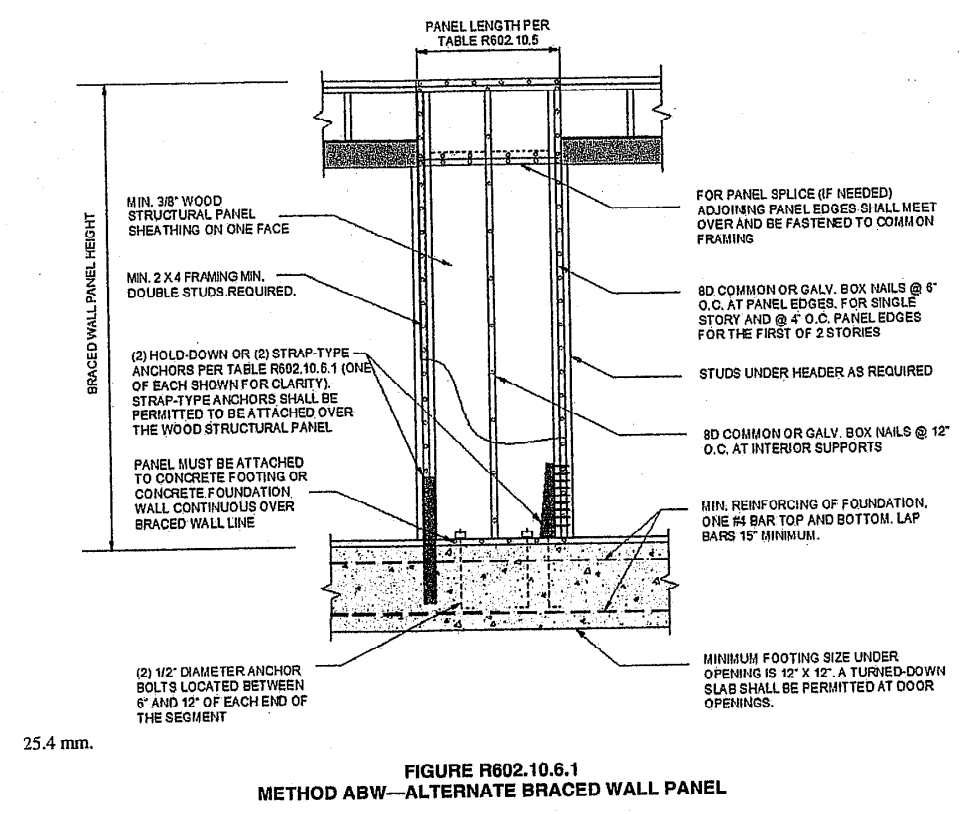 PANEL LENGTH PER
TABLE R602.10.5
BRACED WALL PANEL HEIGHT
MIN. 3/8" WOOD
STRUCTURAL PANEL
SHEATHING ON ONE FACE
MIN. 2 X 4 FRAMING MIN.
DOUBLE STUDS REQUIRED.
(2) HOLD-DOWN OR (2) STRAP-TYPE
ANCHORS PER TABLE R602.10.6.1 (ONE
OF EACH SHOWN FOR CLARITY).
STRAP-TYPE ANCHORS SHALL BE
PERMITTED TO BE ATTACHED OVER
THE WOOD STRUCTURAL PANEL
PANEL MUST BE ATTACHED
TO CONCRETE FOOTING OR
CONCRETE FOUNDATION
WALL CONTINUOUS OVER
BRACED WALL LINE
(2) 1/2" DIAMETER ANCHOR
BOLTS LOCATED BETWEEN
6" AND 12" OF EACH END OF
THE SEGMENT
FOR PANEL SPLICE (IF NEEDED)
ADJOINING PANEL EDGES SHALL MEET
OVER AND BE FASTENED TO COMMON
FRAMING
8D COMMON OR GALV. BOX NAILS @ 6"
O.C. AT PANEL EDGES. FOR SINGLE
STORY AND @ 4" O.C. PANEL EDGES
FOR THE FIRST OF 2 STORIES
STUDS UNDER HEADER AS REQUIRED
8D COMMON OR GALV. BOX NAILS @ 12"
O.C. AT INTERIOR SUPPORTS
MIN. REINFORCING OF FOUNDATION,
ONE #4 BAR TOP AND BOTTOM. LAP
BARS 15" MINIMUM.
MINIMUM FOOTING SIZE UNDER
OPENING IS 12" X 12". A TURNED-DOWN
SLAB SHALL BE PERMITTED AT DOOR
OPENINGS.
25.4 mm.
FIGURE R602.10.6.1
METHOD ABW—ALTERNATE BRACED WALL PANEL